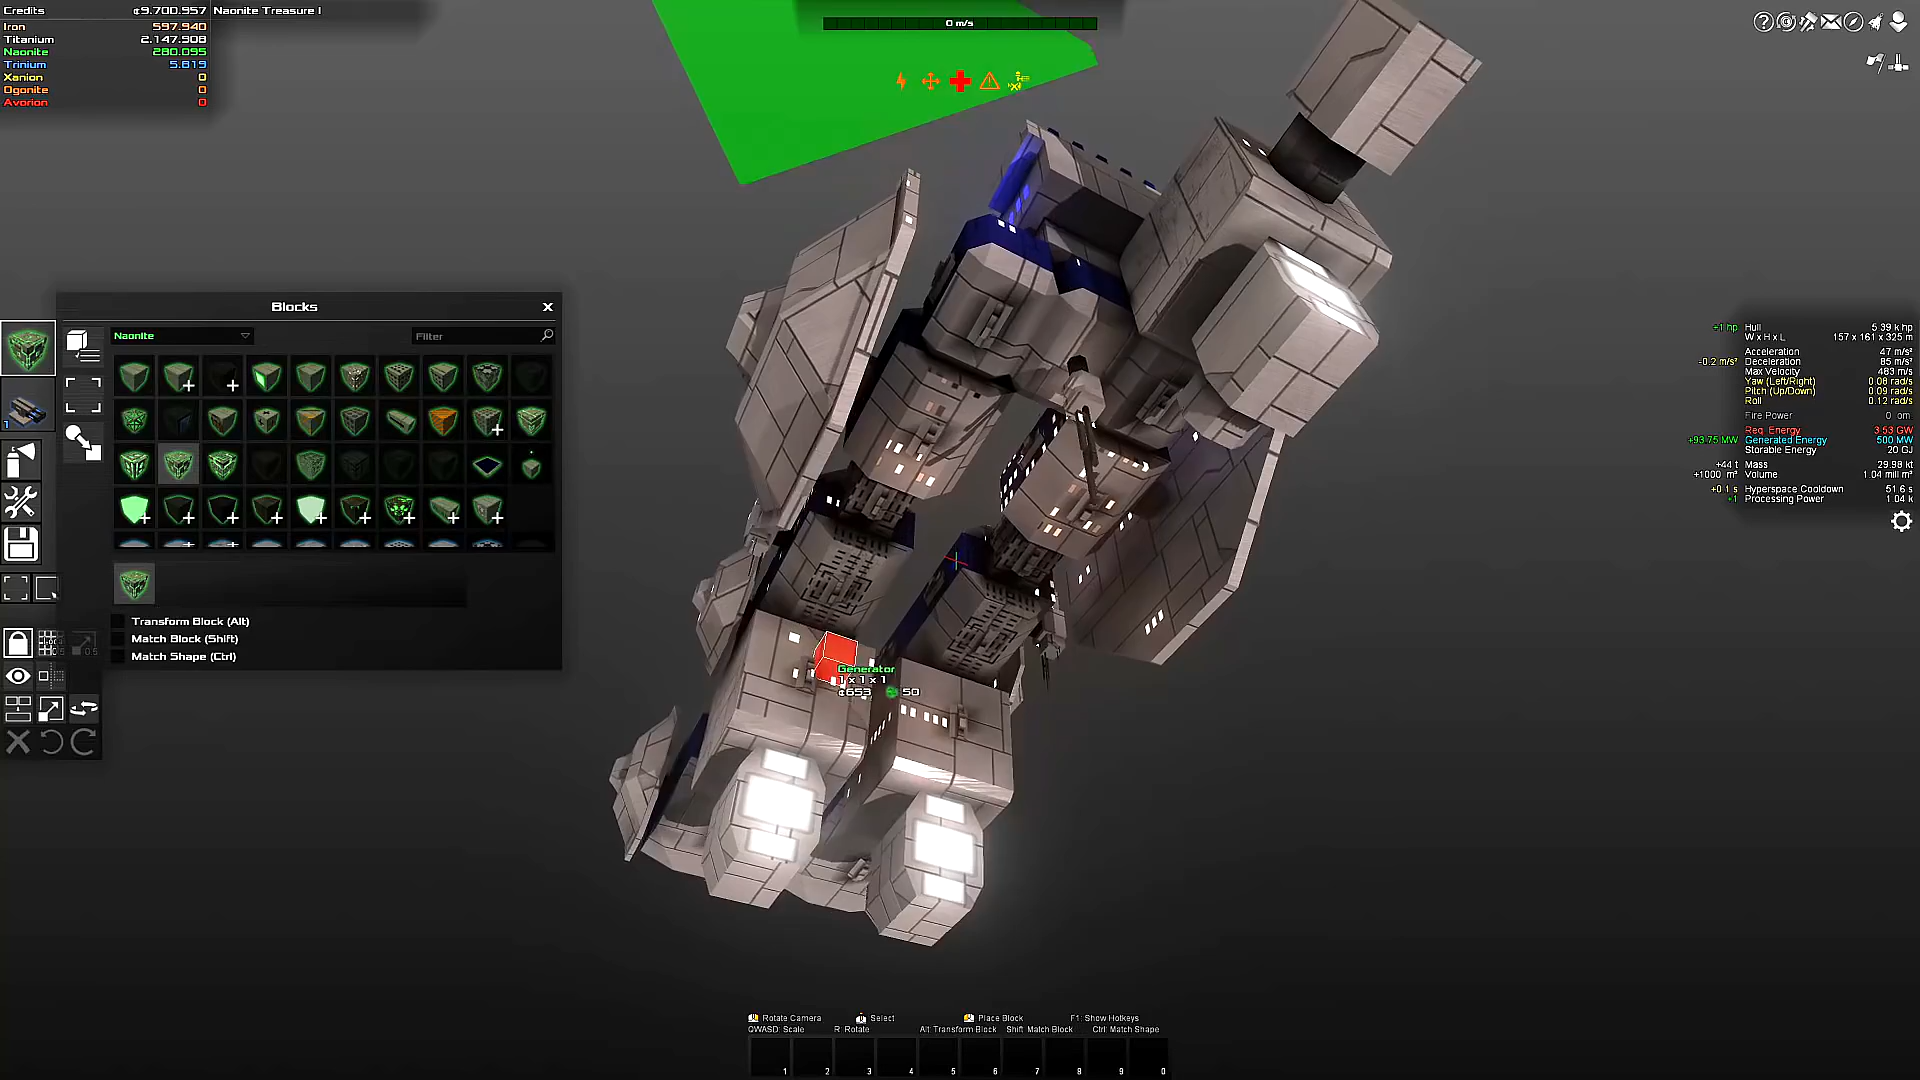 Credits ¢9.700.957 Naonite Treasure I
Iron 597.940
Titanium 2.147.908
Naonite 280.095
Trinium 5.819
Xanion 0
Ogonite 0
Avorion 0
0 m/s
Blocks X
Naonite Filter
1
Transform Block (Alt)
Match Block (Shift)
Match Shape (Ctrl)
Generator
1 x 1 x 1
¢653 50
+1 hp Hull 5.39 k hp
W x H x L 157 x 161 x 325 m
Acceleration 47 m/s²
-0.2 m/s² Deceleration 85 m/s²
Max Velocity 483 m/s
Yaw (Left/Right) 0.08 rad/s
Pitch (Up/Down) 0.09 rad/s
Roll 0.12 rad/s
Fire Power 0 om
Req. Energy 3.53 GW
+93.75 MW Generated Energy 500 MW
Storable Energy 20 GJ
+44 t Mass 29.98 kt
+1000 m³ Volume 1.04 mill m³
+0.1 s Hyperspace Cooldown 51.6 s
+1 Processing Power 1.04 k
Rotate Camera Select Place Block F1: Show Hotkeys
QWASD: Scale R: Rotate Alt: Transform Block Shift: Match Block Ctrl: Match Shape
1 2 3 4 5 6 7 8 9 0